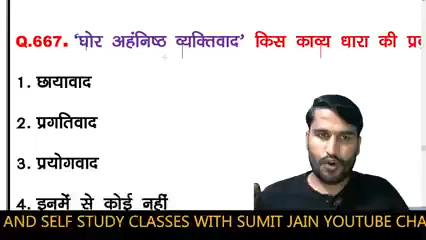 Q.667. ‘घोर अहंनिष्ठ व्यक्तिवाद’ किस काव्य धारा की
1. छायावाद
2. प्रगतिवाद
3. प्रयोगवाद
4. इनमें से कोई नहीं
AND SELF STUDY CLASSES WITH SUMIT JAIN YOUTUBE CHA